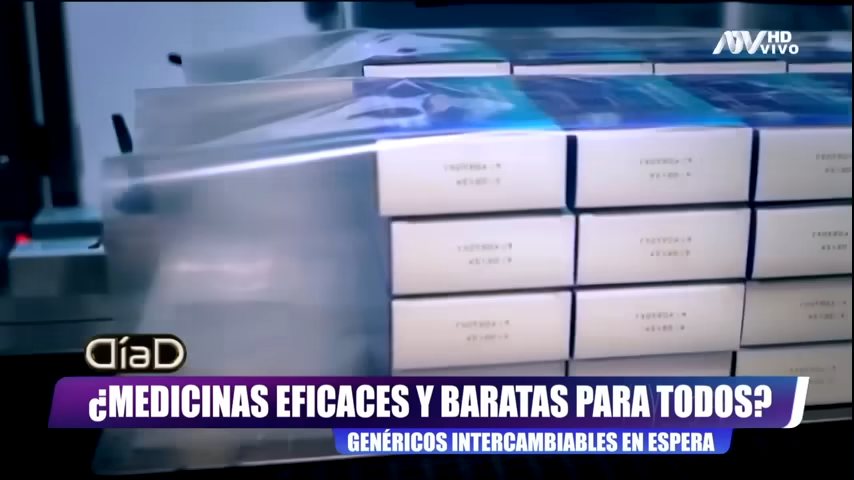 ATV HD
VIVO
DíaD
¿MEDICINAS EFICACES Y BARATAS PARA TODOS?
GENÉRICOS INTERCAMBIABLES EN ESPERA